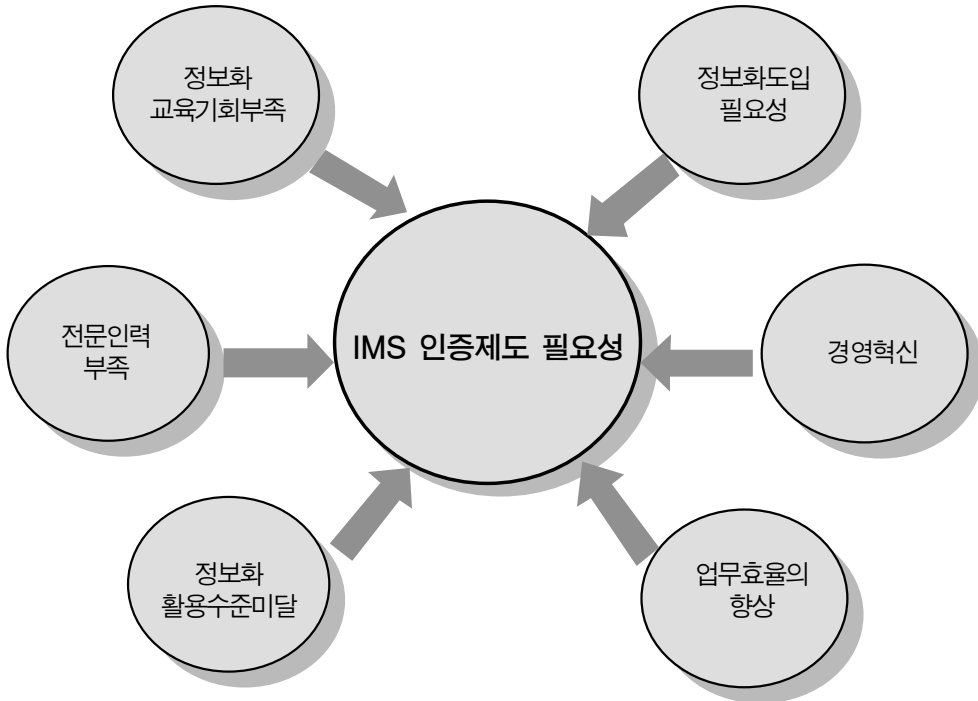 정보화
교육기회부족
정보화도입
필요성
전문인력
부족
IMS 인증제도 필요성
경영혁신
정보화
활용수준미달
업무효율의
향상